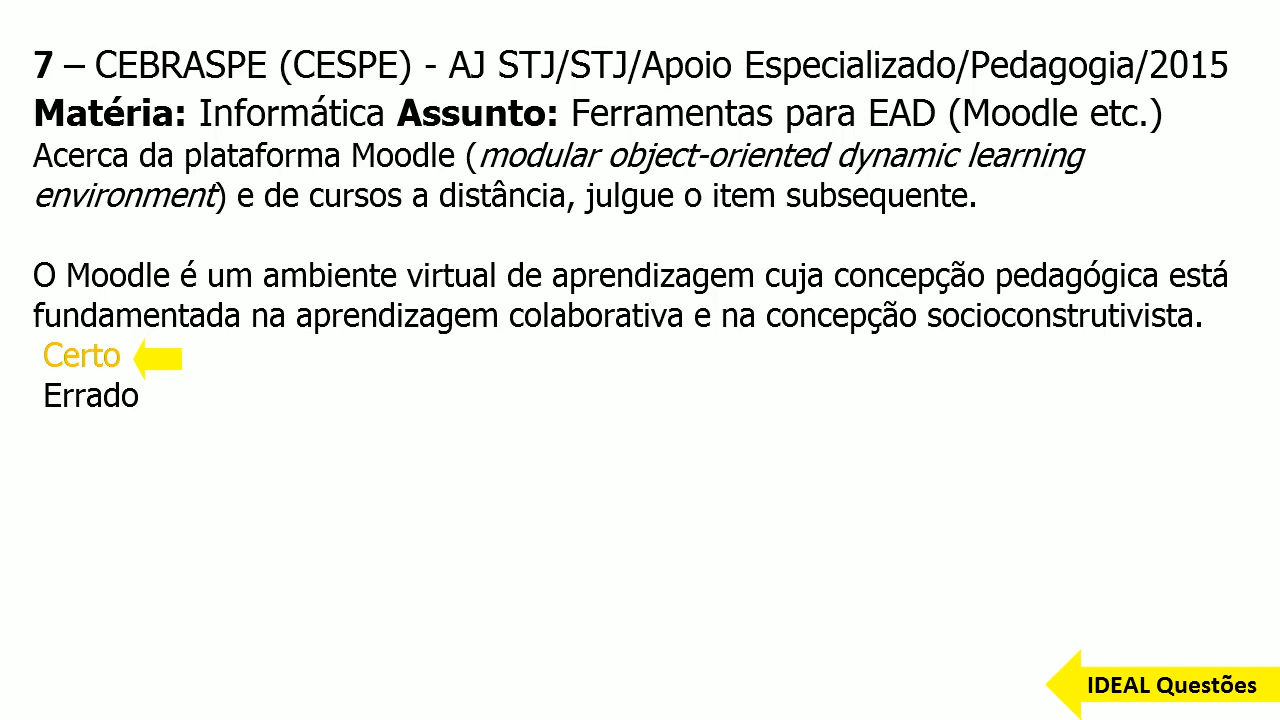 7 – CEBRASPE (CESPE) - AJ STJ/STJ/Apoio Especializado/Pedagogia/2015
Matéria: Informática Assunto: Ferramentas para EAD (Moodle etc.)
Acerca da plataforma Moodle (modular object-oriented dynamic learning
environment) e de cursos a distância, julgue o item subsequente.
O Moodle é um ambiente virtual de aprendizagem cuja concepção pedagógica está
fundamentada na aprendizagem colaborativa e na concepção socioconstrutivista.
Certo
Errado
IDEAL Questões